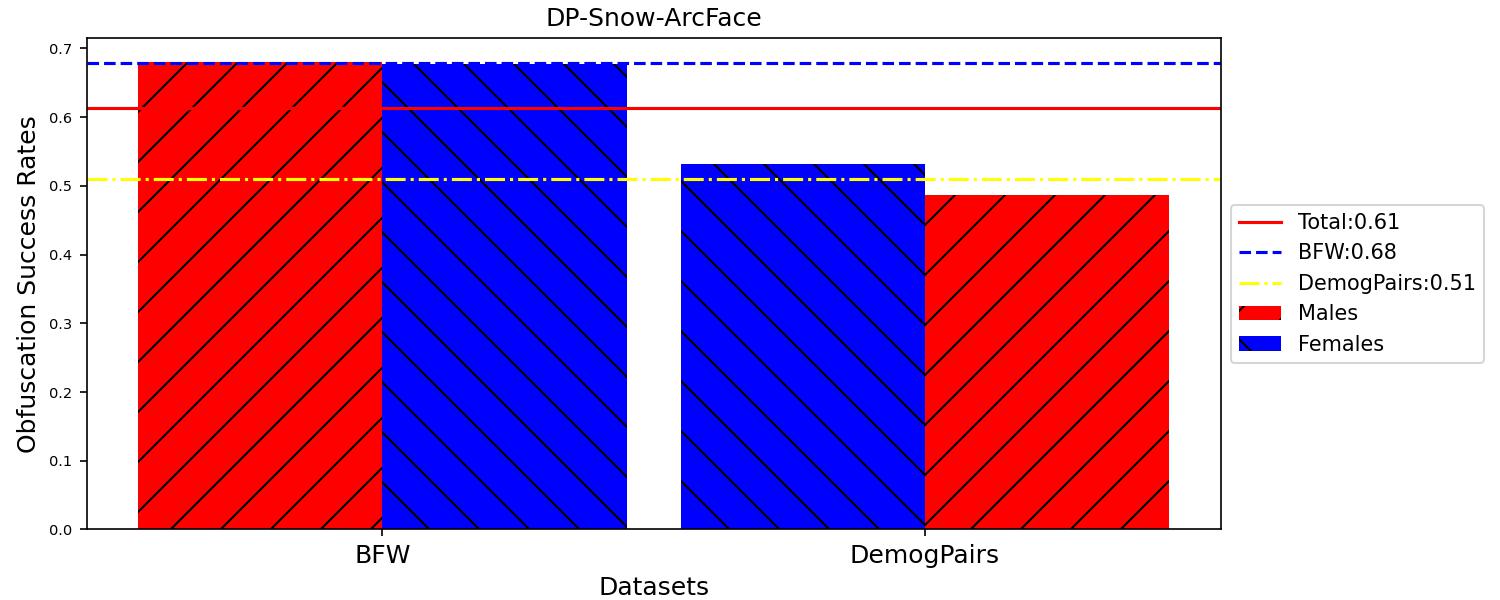 DP-Snow-ArcFace
Obfuscation Success Rates
0.7
0.6
0.5
0.4
0.3
0.2
0.1
0.0
BFW
DemogPairs
Datasets
Total:0.61
BFW:0.68
DemogPairs:0.51
Males
Females